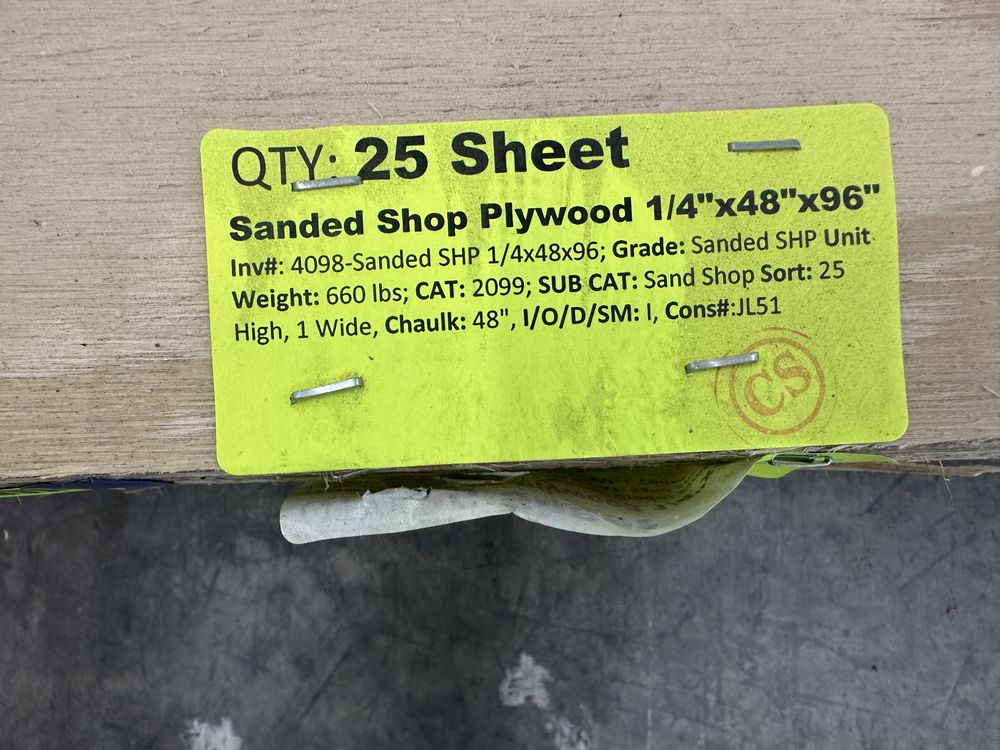 QTY: 25 Sheet
Sanded Shop Plywood 1/4"x48"x96"
Inv#: 4098-Sanded SHP 1/4x48x96; Grade: Sanded SHP Unit
Weight: 660 lbs; CAT: 2099; SUB CAT: Sand Shop Sort: 25
High, 1 Wide, Chaulk: 48", I/O/D/SM: I, Cons#:JL51
CS